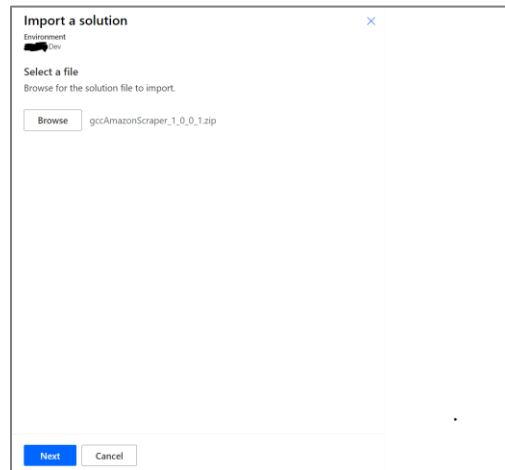 Import a solution
Environment
Dev
Select a file
Browse for the solution file to import.
Browse gccAmazonScraper_1_0_0_1.zip
Next Cancel